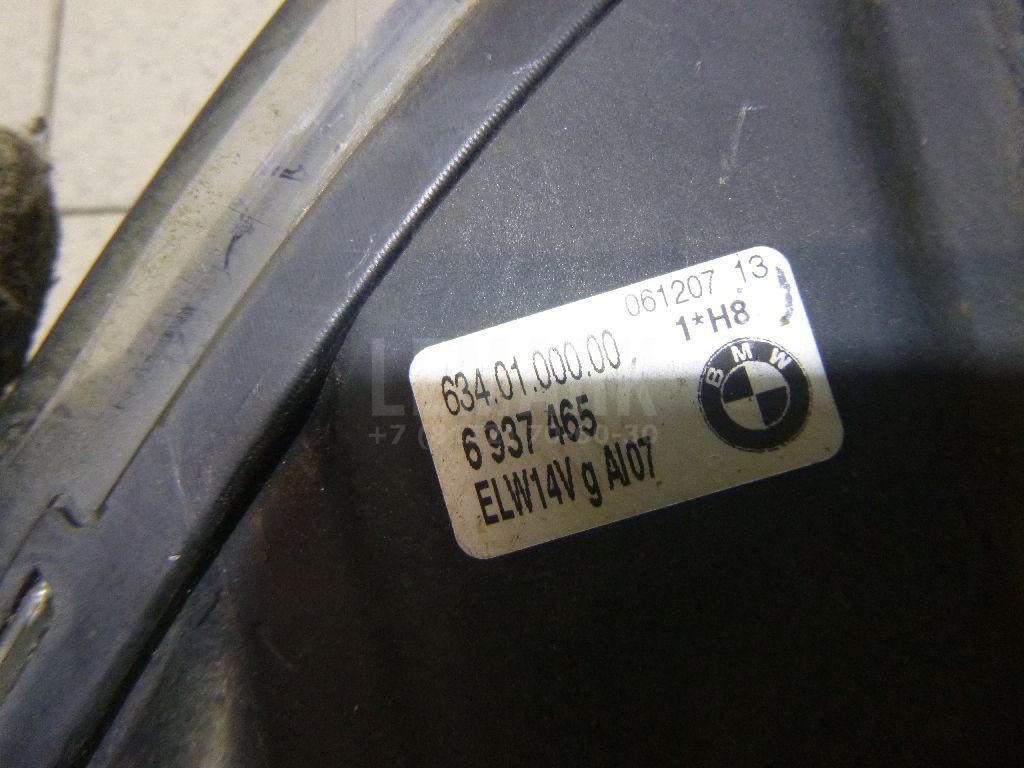 061207 13
1*H8
634.01.000.00
BMW
6 937 465
ELW14V g AI07